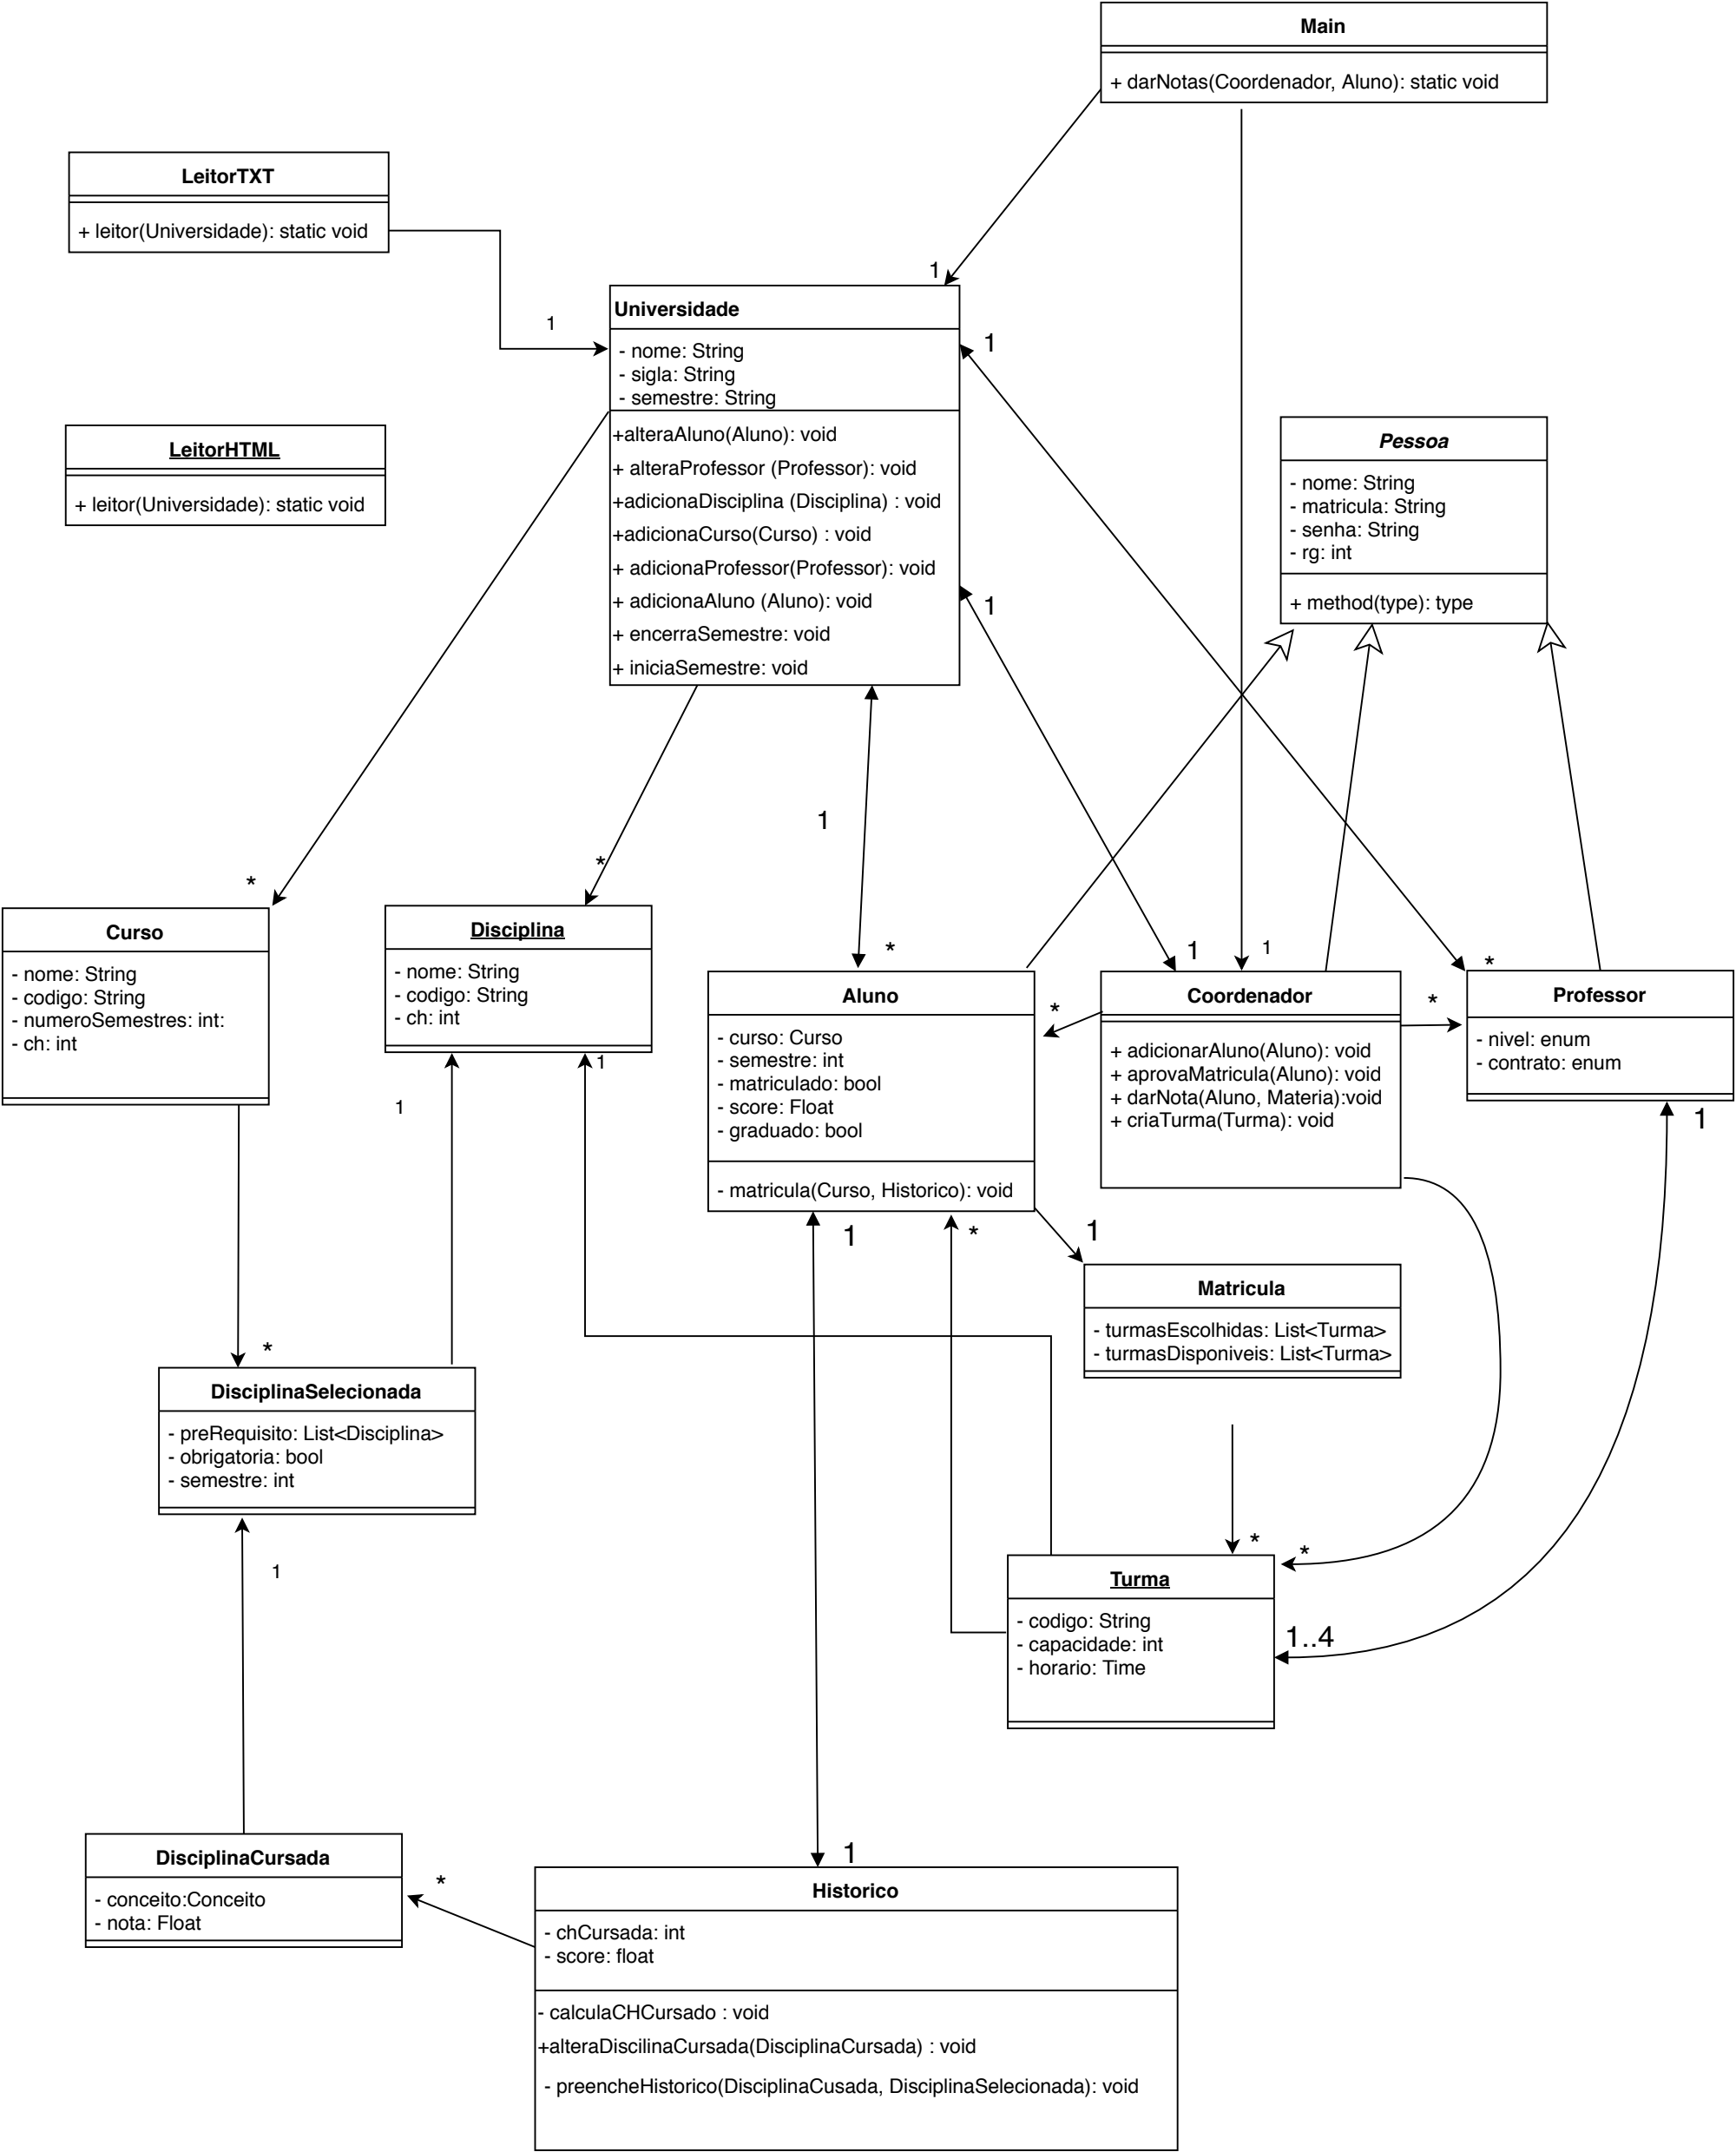 Main
+ darNotas(Coordenador, Aluno): static void
LeitorTXT
+ leitor(Universidade): static void
1
1
Universidade
- nome: String
- sigla: String
- semestre: String
+alteraAluno(Aluno): void
+ alteraProfessor (Professor): void
+adicionaDisciplina (Disciplina) : void
+adicionaCurso(Curso) : void
+ adicionaProfessor(Professor): void
+ adicionaAluno (Aluno): void
+ encerraSemestre: void
+ iniciaSemestre: void
1
1
LeitorHTML
+ leitor(Universidade): static void
Pessoa
- nome: String
- matricula: String
- senha: String
- rg: int
+ method(type): type
1
*
*
*
1
1
*
Curso
- nome: String
- codigo: String
- numeroSemestres: int:
- ch: int
Disciplina
- nome: String
- codigo: String
- ch: int
1
1
Aluno
- curso: Curso
- semestre: int
- matriculado: bool
- score: Float
- graduado: bool
- matricula(Curso, Historico): void
*
Coordenador
+ adicionarAluno(Aluno): void
+ aprovaMatricula(Aluno): void
+ darNota(Aluno, Materia):void
+ criaTurma(Turma): void
*
Professor
- nivel: enum
- contrato: enum
1
1
*
1
Matricula
- turmasEscolhidas: List<Turma>
- turmasDisponiveis: List<Turma>
*
DisciplinaSelecionada
- preRequisito: List<Disciplina>
- obrigatoria: bool
- semestre: int
1
*
*
Turma
- codigo: String
- capacidade: int
- horario: Time
1..4
DisciplinaCursada
- conceito:Conceito
- nota: Float
*
1
Historico
- chCursada: int
- score: float
- calculaCHCursado : void
+alteraDiscilinaCursada(DisciplinaCursada) : void
- preencheHistorico(DisciplinaCusada, DisciplinaSelecionada): void